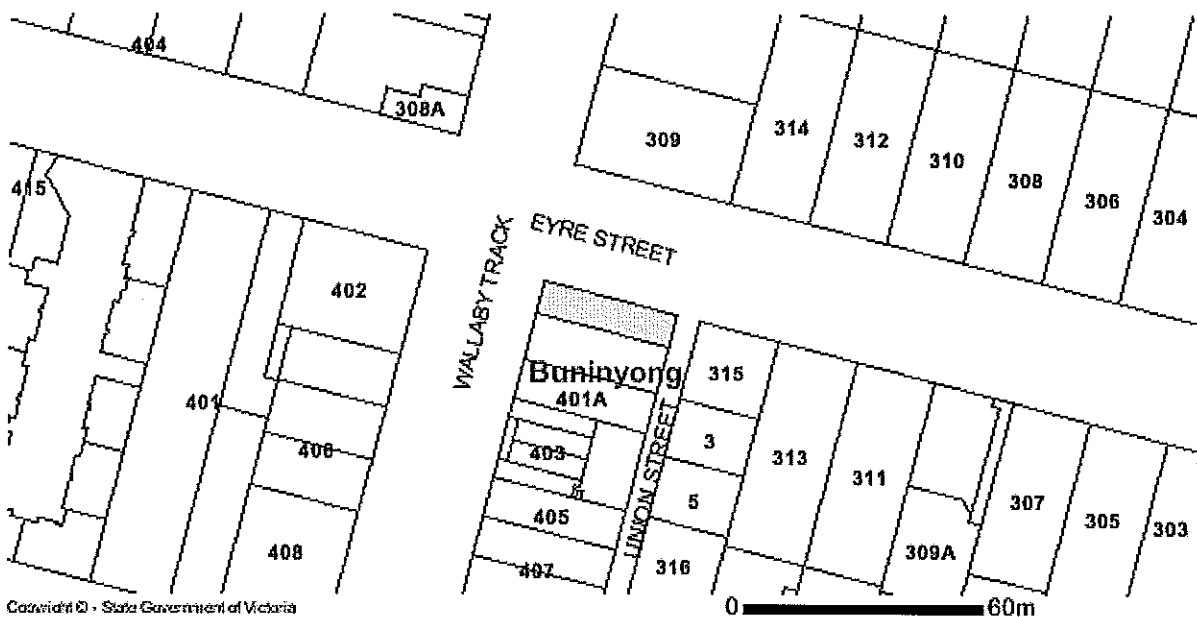 404
308A
309
314
312
310
308
306
304
415
EYRE STREET
WALLABY TRACK
402
Buninyong
401A
315
401
403
3
313
311
406
UNION STREET
5
307
305
303
405
309A
408
407
316
Copyright © - State Government of Victoria
0 60m